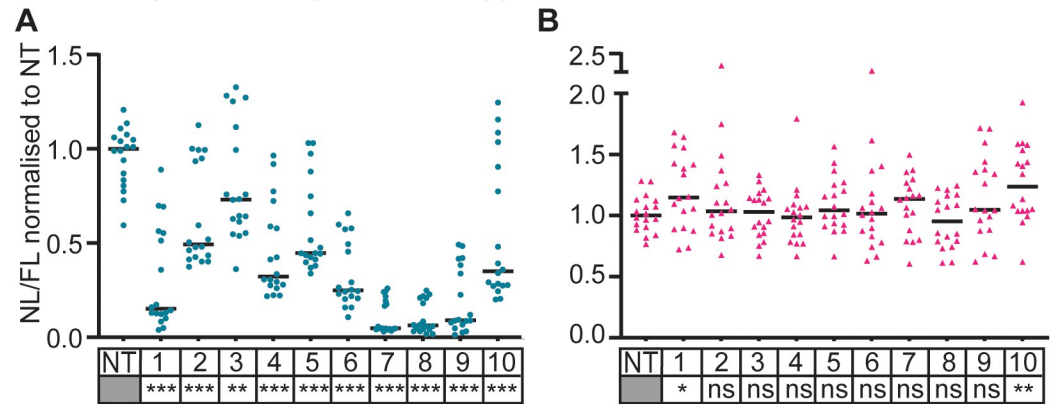 A
B
NL/FL normalised to NT
1.5
1.0
0.5
0.0
2.5
2.0
1.5
1.0
0.5
0.0
NT 1 2 3 4 5 6 7 8 9 10
*** *** ** *** *** *** *** *** *** ***
NT 1 2 3 4 5 6 7 8 9 10
* ns ns ns ns ns ns ns ns **